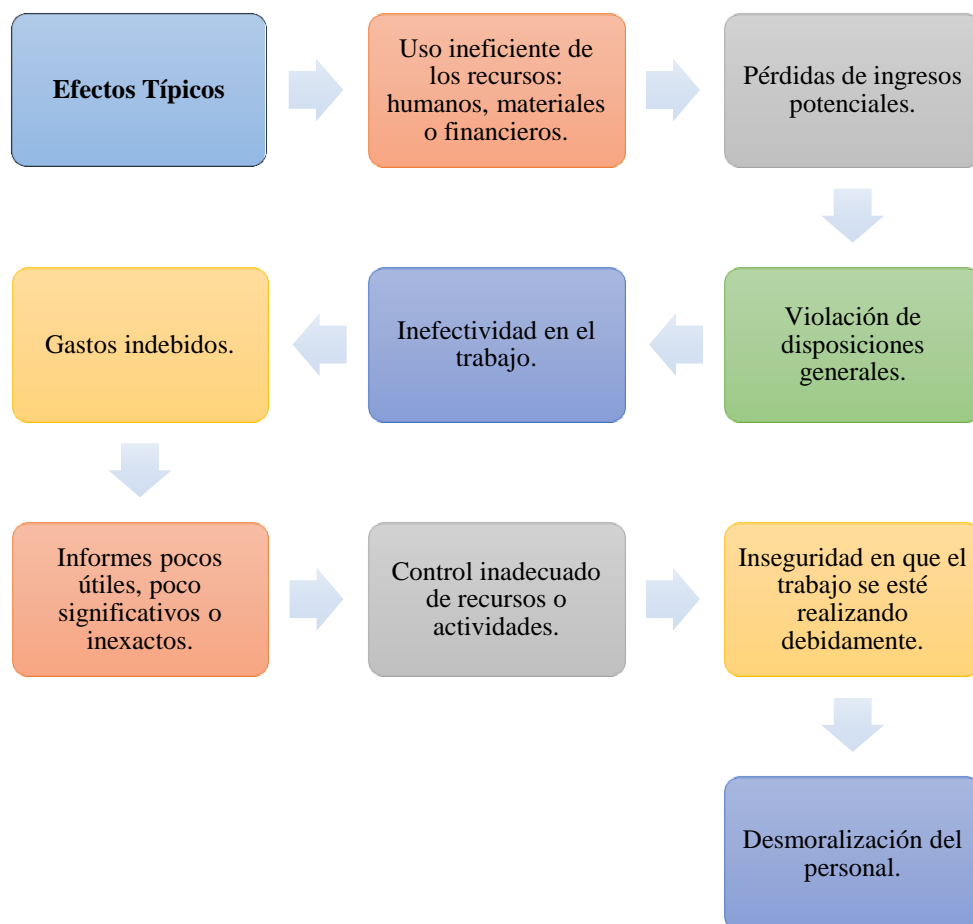 Efectos Típicos
Uso ineficiente de
los recursos:
humanos, materiales
o financieros.
Pérdidas de ingresos
potenciales.
Violación de
disposiciones
generales.
Inefectividad en el
trabajo.
Gastos indebidos.
Informes pocos
útiles, poco
significativos o
inexactos.
Control inadecuado
de recursos o
actividades.
Inseguridad en que el
trabajo se esté
realizando
debidamente.
Desmoralización del
personal.